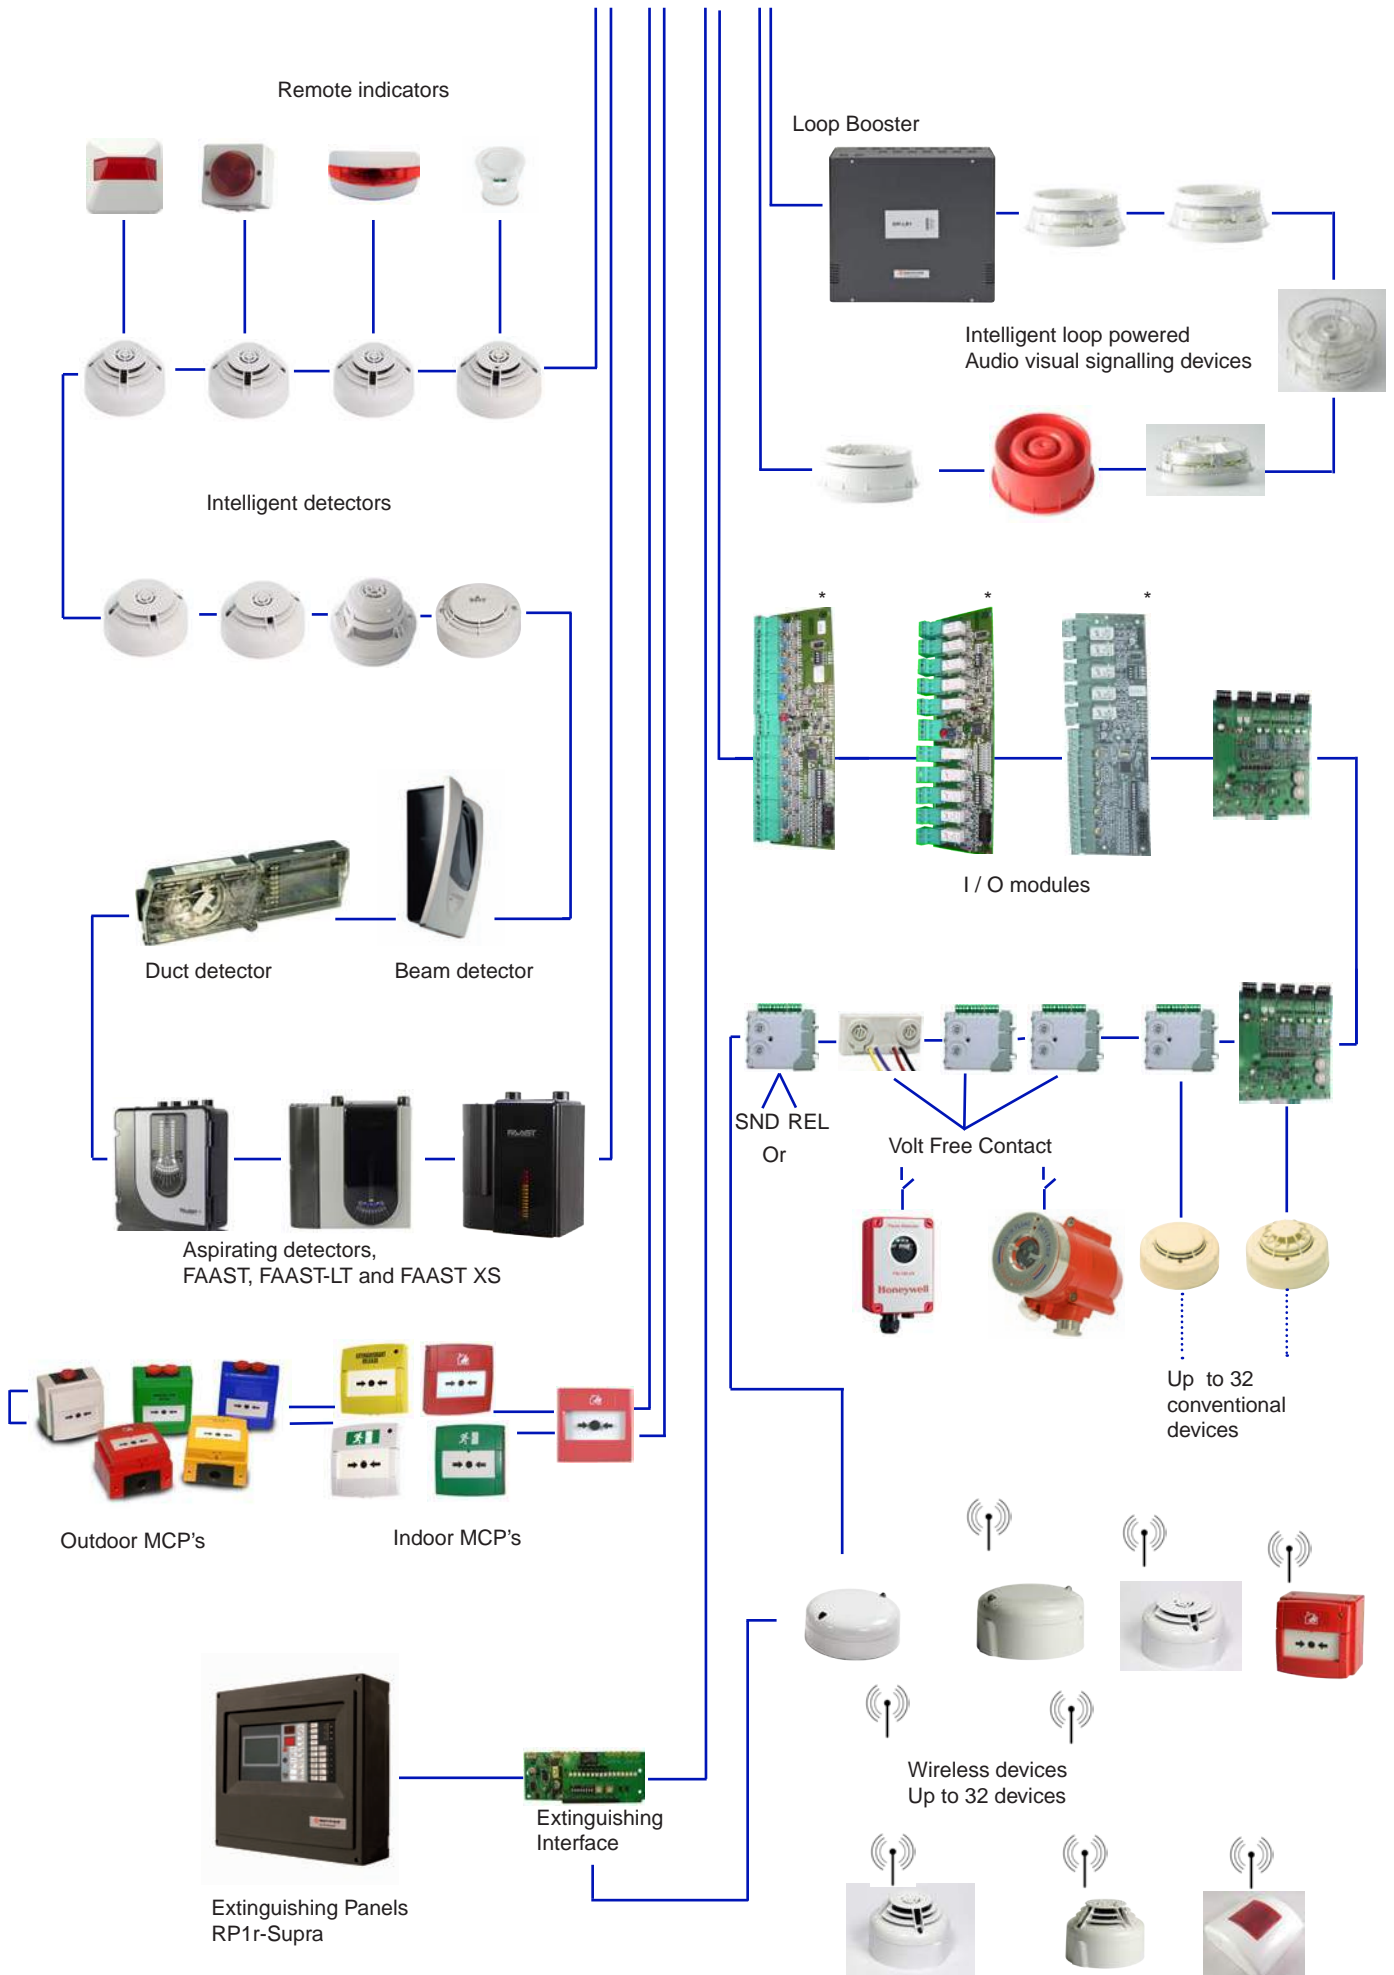 Remote indicators
Loop Booster
Intelligent loop powered
Audio visual signalling devices
Intelligent detectors
*
*
*
I / O modules
Duct detector
Beam detector
SND REL
Or
Volt Free Contact
FAAST
Honeywell
Aspirating detectors,
FAAST, FAAST-LT and FAAST XS
Up to 32
conventional
devices
Outdoor MCP's
Indoor MCP's
Wireless devices
Up to 32 devices
Extinguishing
Interface
Extinguishing Panels
RP1r-Supra